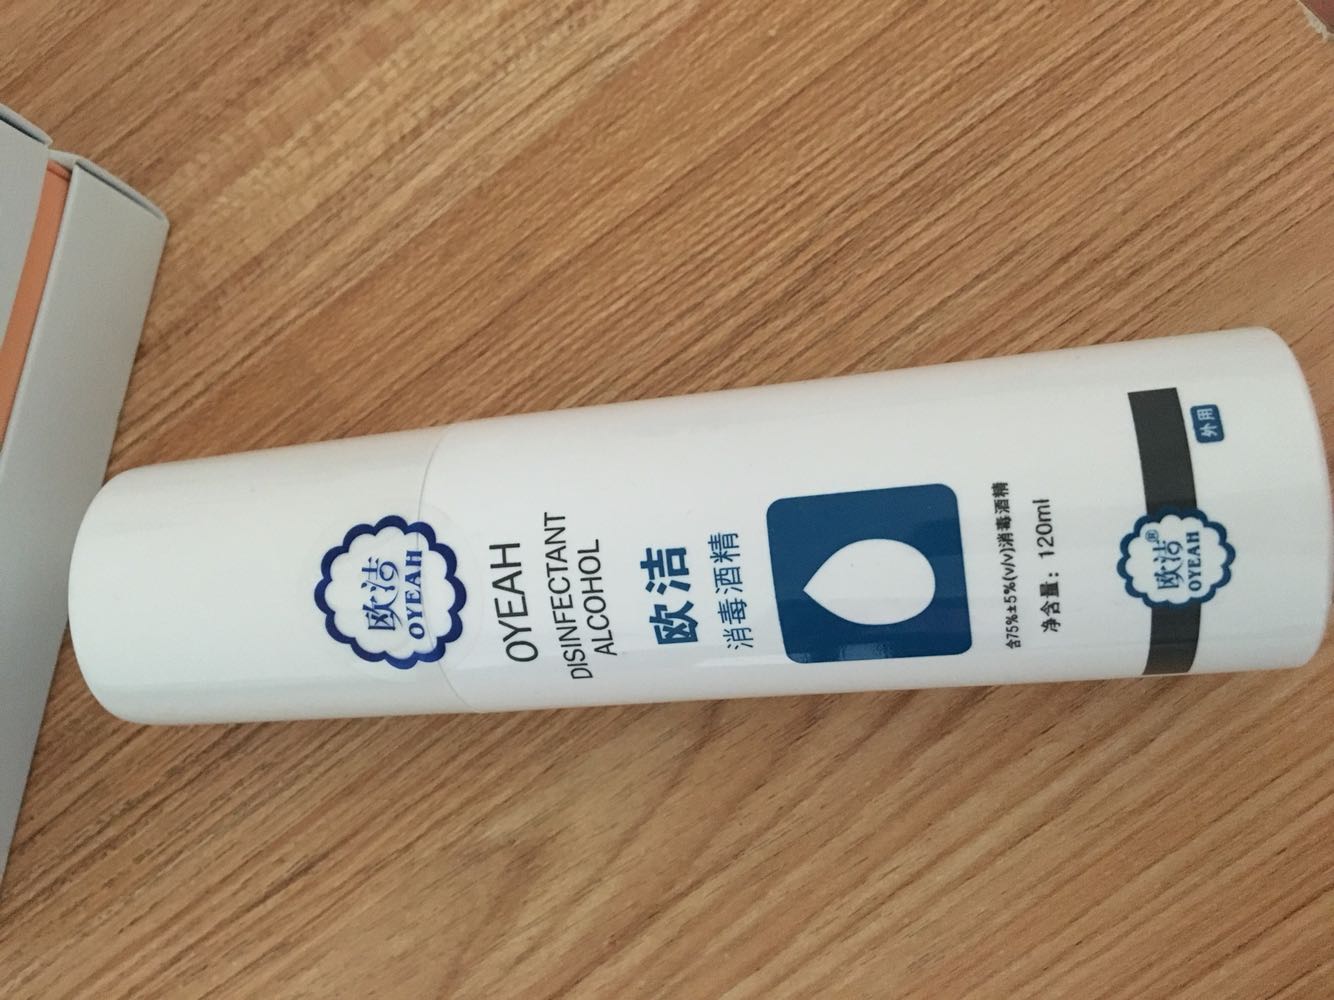 欧洁
OYEAH
OYEAH
DISINFECTANT
ALCOHOL
欧洁
消毒酒精
含75%±5%(v/v)消毒酒精
净含量：120ml
欧洁®
OYEAH
外用